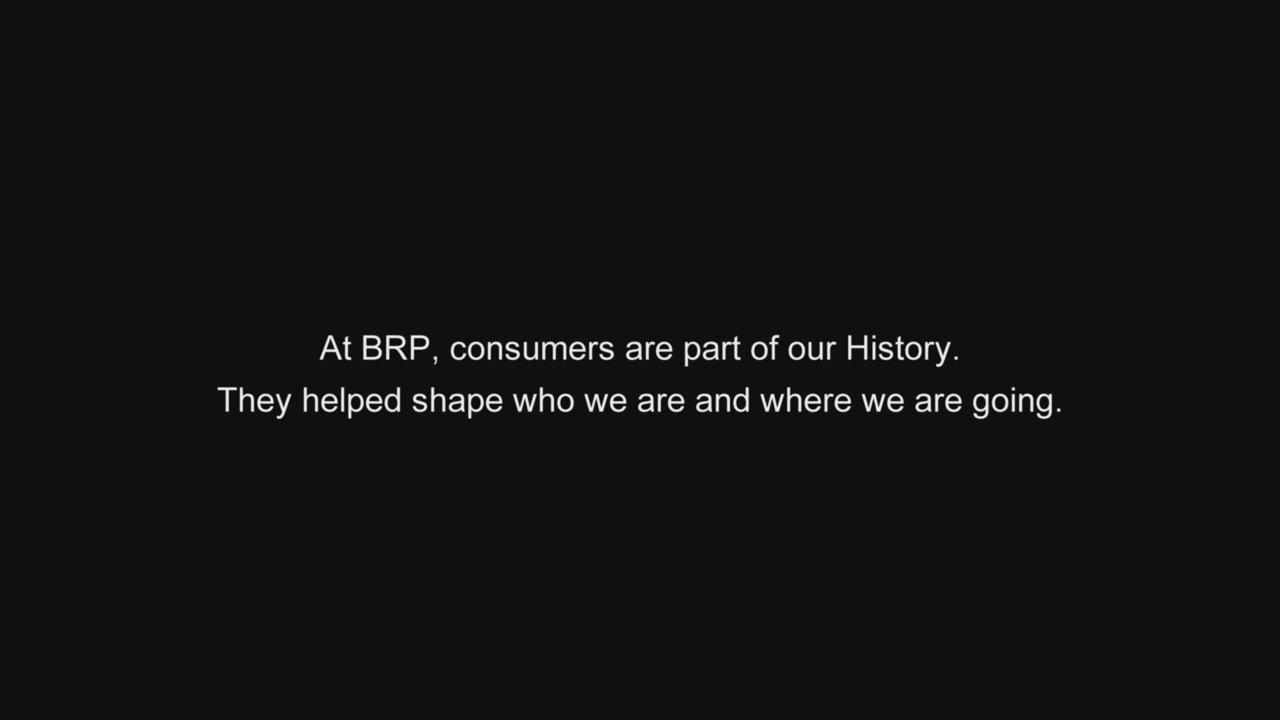 At BRP, consumers are part of our History.
They helped shape who we are and where we are going.